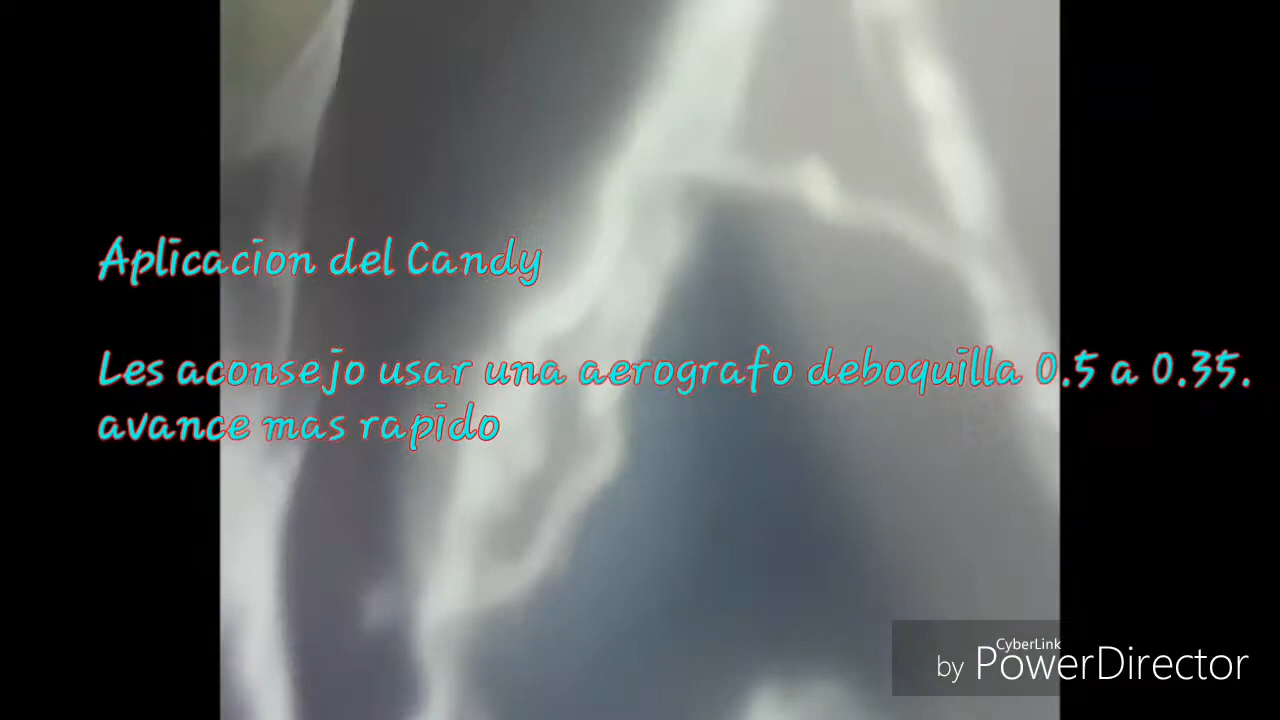 Aplicacion del Candy
Les aconsejo usar una aerografo deboquilla 0.5 a 0.35.
avance mas rapido
CyberLink
by PowerDirector